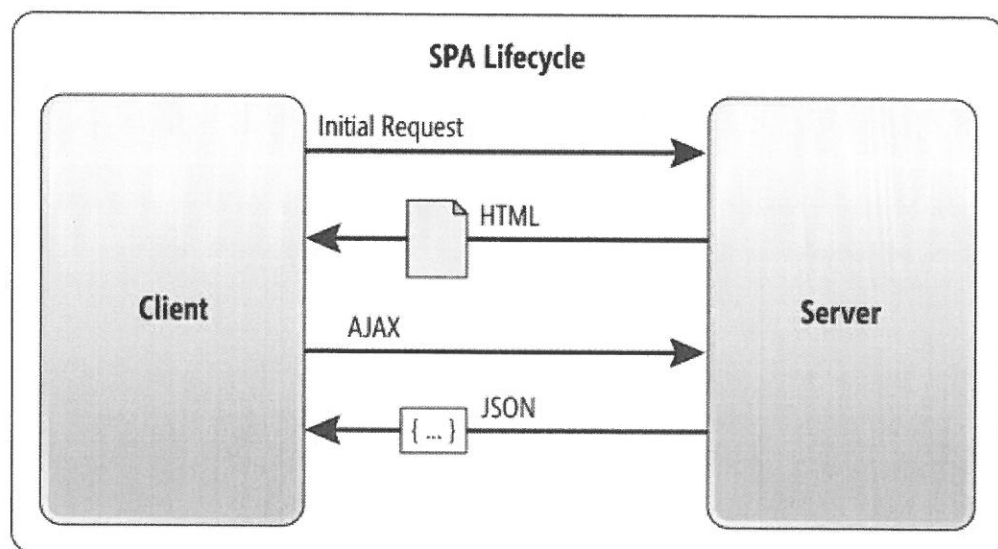 SPA Lifecycle
Initial Request
HTML
Client
Server
AJAX
JSON
{ ... }